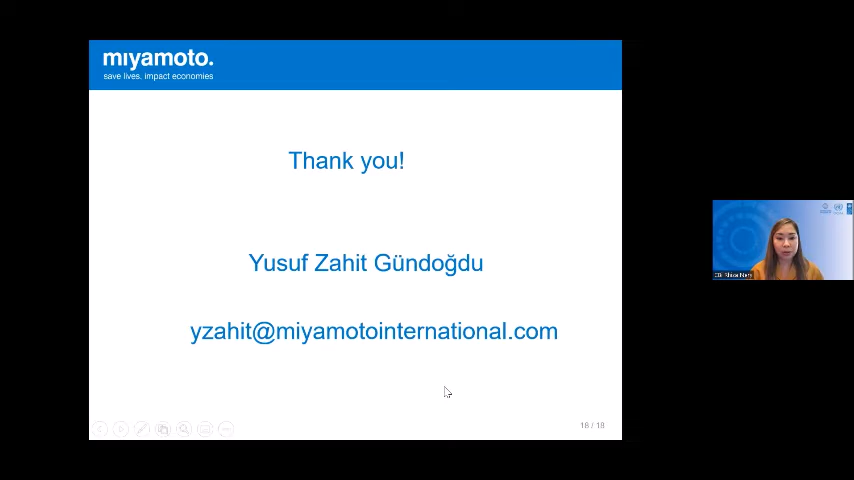 miyamoto.
save lives. impact economies
Thank you!
Yusuf Zahit Gündoğdu
yzahit@miyamotointernational.com
18 / 18